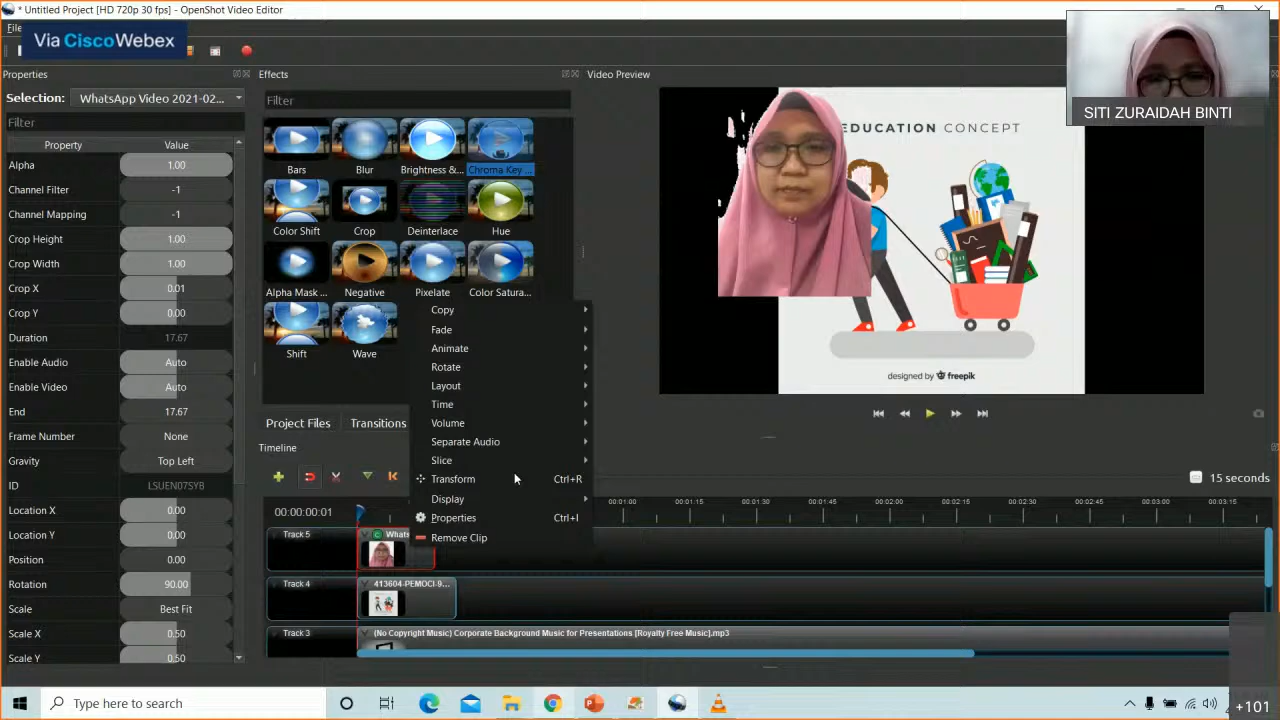 * Untitled Project [HD 720p 30 fps] - OpenShot Video Editor
File
Via CiscoWebex
SITI ZURAIDAH BINTI
Properties
Effects
Video Preview
Selection:
WhatsApp Video 2021-02...
Filter
Filter
Property Value
Alpha 1.00
Channel Filter -1
Channel Mapping -1
Crop Height 1.00
Crop Width 1.00
Crop X 0.01
Crop Y 0.00
Duration 17.67
Enable Audio Auto
Enable Video Auto
End 17.67
Frame Number None
Gravity Top Left
ID LSUEN07SYB
Location X 0.00
Location Y 0.00
Position 0.00
Rotation 90.00
Scale Best Fit
Scale X 0.50
Scale Y 0.50
Bars Blur Brightness &... Chroma Key ...
Color Shift Crop Deinterlace Hue
Alpha Mask ... Negative Pixelate Color Satura...
Shift Wave
Copy
Fade
Animate
Rotate
Layout
Time
Volume
Separate Audio
Slice
Transform Ctrl+R
Display
Properties Ctrl+I
Remove Clip
EDUCATION CONCEPT
designed by freepik
Project Files Transitions
Timeline
15 seconds
00:00:00:01
00:01:00 00:01:15 00:01:30 00:01:45 00:02:00 00:02:15 00:02:30 00:02:45 00:03:00 00:03:15
Track 5
Whats
Track 4
413604-PEMOCI-9...
Track 3
(No Copyright Music) Corporate Background Music for Presentations [Royalty Free Music].mp3
Type here to search
+101